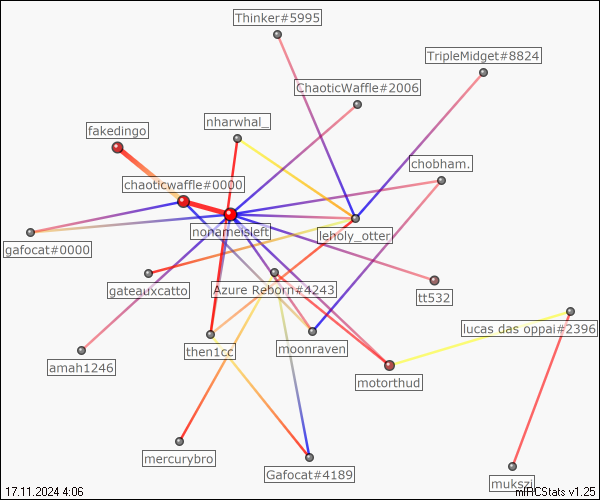 Thinker#5995
TripleMidget#8824
ChaoticWaffle#2006
nharwhal_
fakedingo
chobham.
chaoticwaffle#0000
nonameisleft
leholy_otter
gafocat#0000
gateauxcatto
Azure Reborn#4243
tt532
lucas das oppai#2396
then1cc
moonraven
amah1246
motorthud
mercurybro
Gafocat#4189
mukszi
17.11.2024 4:06
mIRCStats v1.25